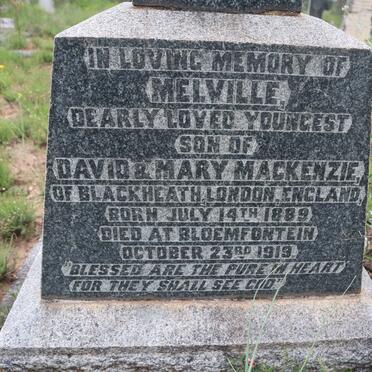 IN LOVING MEMORY OF
MELVILLE,
DEARLY LOVED YOUNGEST
SON OF
DAVID & MARY MACKENZIE,
OF BLACKHEATH, LONDON, ENGLAND,
BORN JULY 14TH 1889
DIED AT BLOEMFONTEIN
OCTOBER 23RD 1919.
"BLESSED ARE THE PURE IN HEART
FOR THEY SHALL SEE GOD"